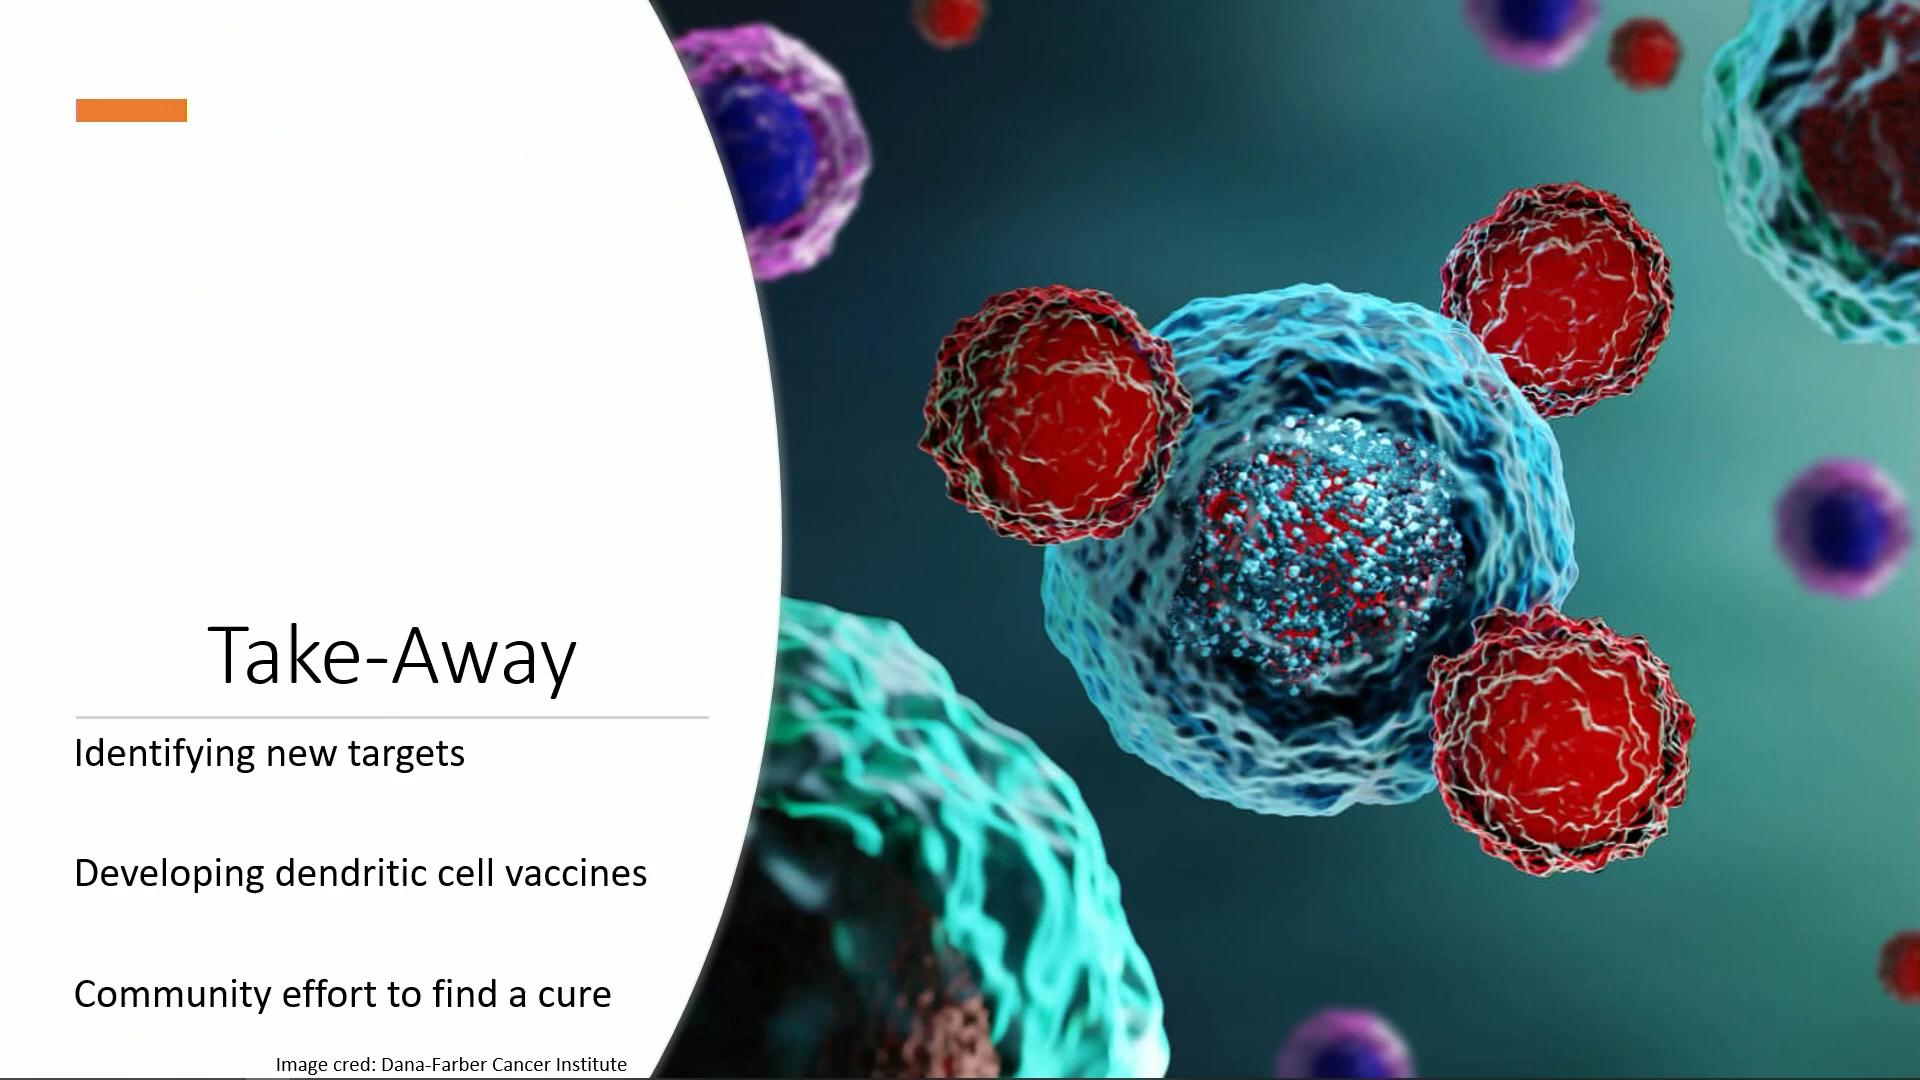 Take-Away
Identifying new targets
Developing dendritic cell vaccines
Community effort to find a cure
Image cred: Dana-Farber Cancer Institute